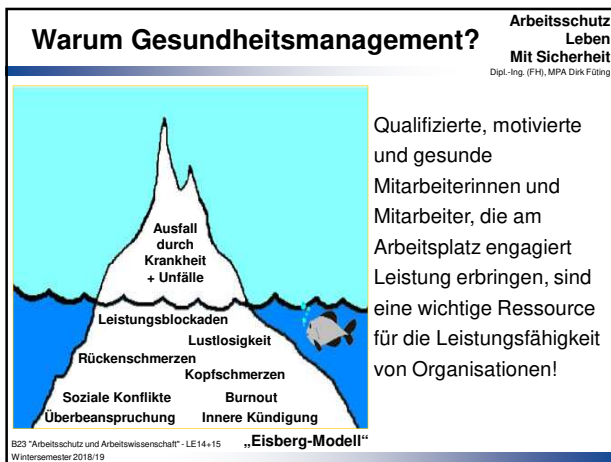 Warum Gesundheitsmanagement?
Arbeitsschutz
Leben
Mit Sicherheit
Dipl.-Ing. (FH), MPA Dirk Füting
Ausfall
durch
Krankheit
+ Unfälle
Leistungsblockaden
Lustlosigkeit
Rückenschmerzen
Kopfschmerzen
Soziale Konflikte Burnout
Überbeanspruchung Innere Kündigung
Qualifizierte, motivierte
und gesunde
Mitarbeiterinnen und
Mitarbeiter, die am
Arbeitsplatz engagiert
Leistung erbringen, sind
eine wichtige Ressource
für die Leistungsfähigkeit
von Organisationen!
B23 "Arbeitsschutz und Arbeitswissenschaft" - LE14+15 „Eisberg-Modell“
Wintersemester 2018/19